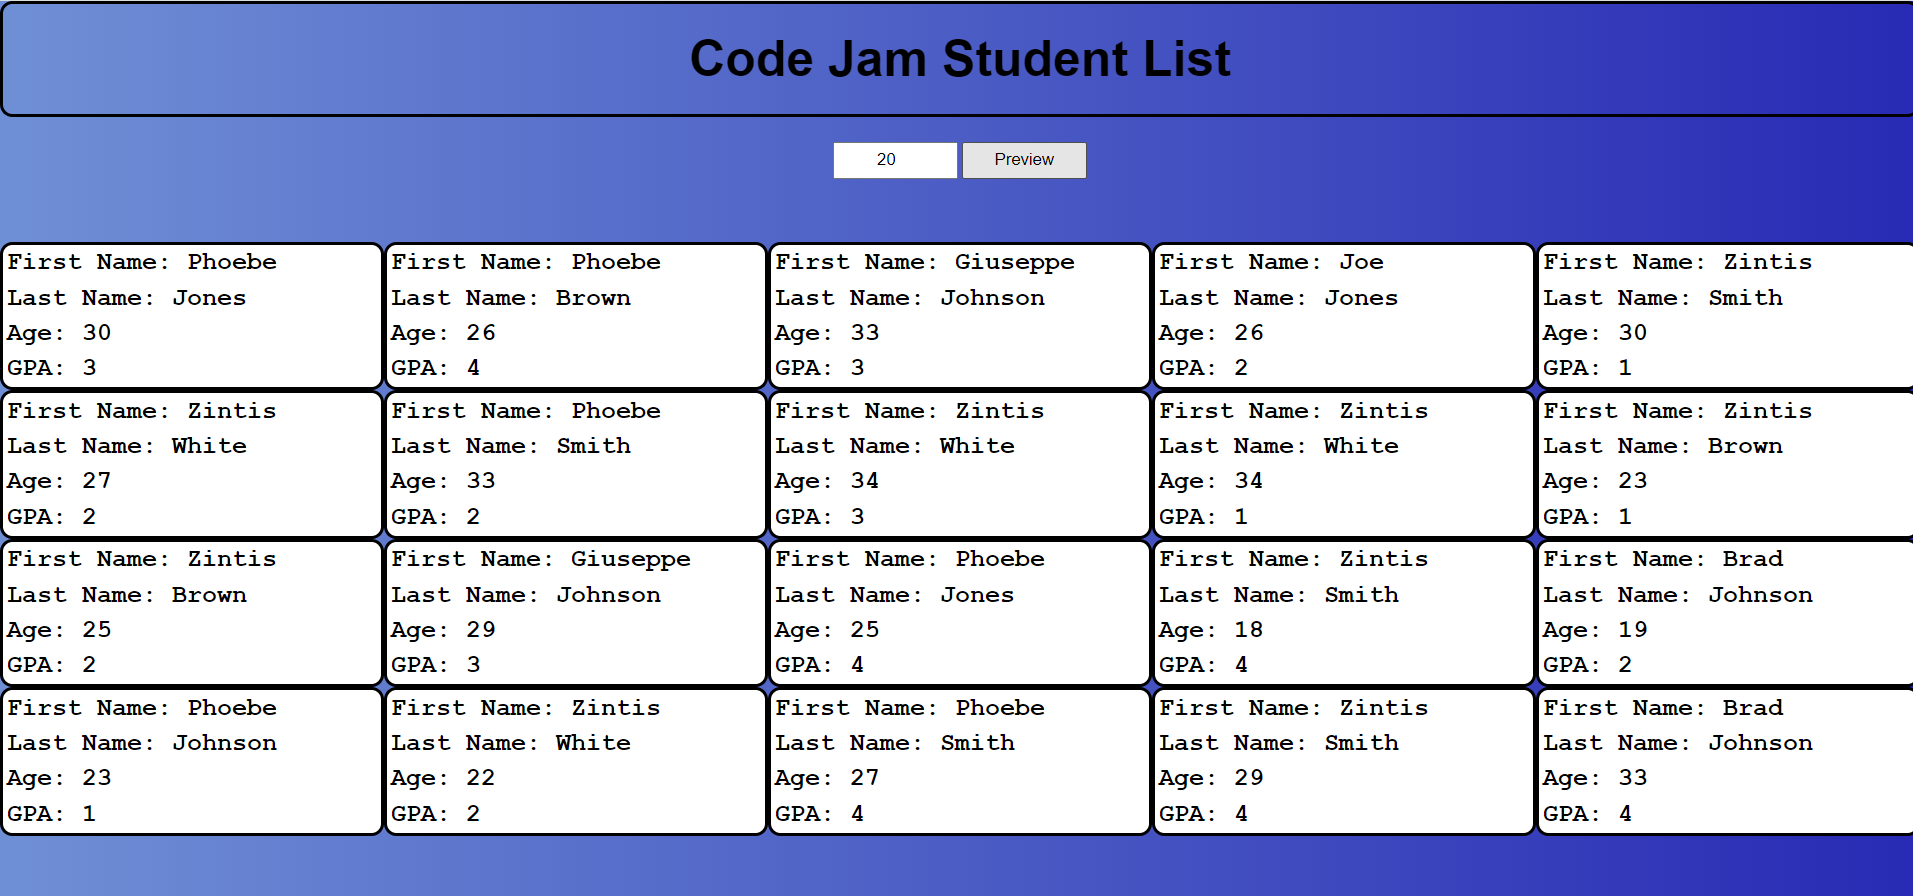 Code Jam Student List
20 Preview
First Name: Phoebe
Last Name: Jones
Age: 30
GPA: 3
First Name: Phoebe
Last Name: Brown
Age: 26
GPA: 4
First Name: Giuseppe
Last Name: Johnson
Age: 33
GPA: 3
First Name: Joe
Last Name: Jones
Age: 26
GPA: 2
First Name: Zintis
Last Name: Smith
Age: 30
GPA: 1
First Name: Zintis
Last Name: White
Age: 27
GPA: 2
First Name: Phoebe
Last Name: Smith
Age: 33
GPA: 2
First Name: Zintis
Last Name: White
Age: 34
GPA: 3
First Name: Zintis
Last Name: White
Age: 34
GPA: 1
First Name: Zintis
Last Name: Brown
Age: 23
GPA: 1
First Name: Zintis
Last Name: Brown
Age: 25
GPA: 2
First Name: Giuseppe
Last Name: Johnson
Age: 29
GPA: 3
First Name: Phoebe
Last Name: Jones
Age: 25
GPA: 4
First Name: Zintis
Last Name: Smith
Age: 18
GPA: 4
First Name: Brad
Last Name: Johnson
Age: 19
GPA: 2
First Name: Phoebe
Last Name: Johnson
Age: 23
GPA: 1
First Name: Zintis
Last Name: White
Age: 22
GPA: 2
First Name: Phoebe
Last Name: Smith
Age: 27
GPA: 4
First Name: Zintis
Last Name: Smith
Age: 29
GPA: 4
First Name: Brad
Last Name: Johnson
Age: 33
GPA: 4